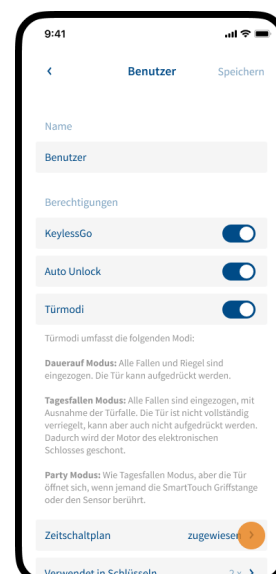 9:41
Benutzer Speichern
Name
Benutzer
Berechtigungen
KeylessGo
Auto Unlock
Türmodi
Türmodi umfasst die folgenden Modi:
Dauerauf Modus: Alle Fallen und Riegel sind
eingezogen. Die Tür kann aufgedrückt werden.
Tagesfallen Modus: Alle Fallen sind eingezogen, mit
Ausnahme der Türfalle. Die Tür ist nicht vollständig
verriegelt, kann aber auch nicht aufgedrückt werden.
Dadurch wird der Motor des elektronischen
Schlosses geschont.
Party Modus: Wie Tagesfallen Modus, aber die Tür
öffnet sich, wenn jemand die SmartTouch Griffstange
oder den Sensor berührt.
Zeitschaltplan zugewiesen
Verwendet in Schlüsseln 2 x